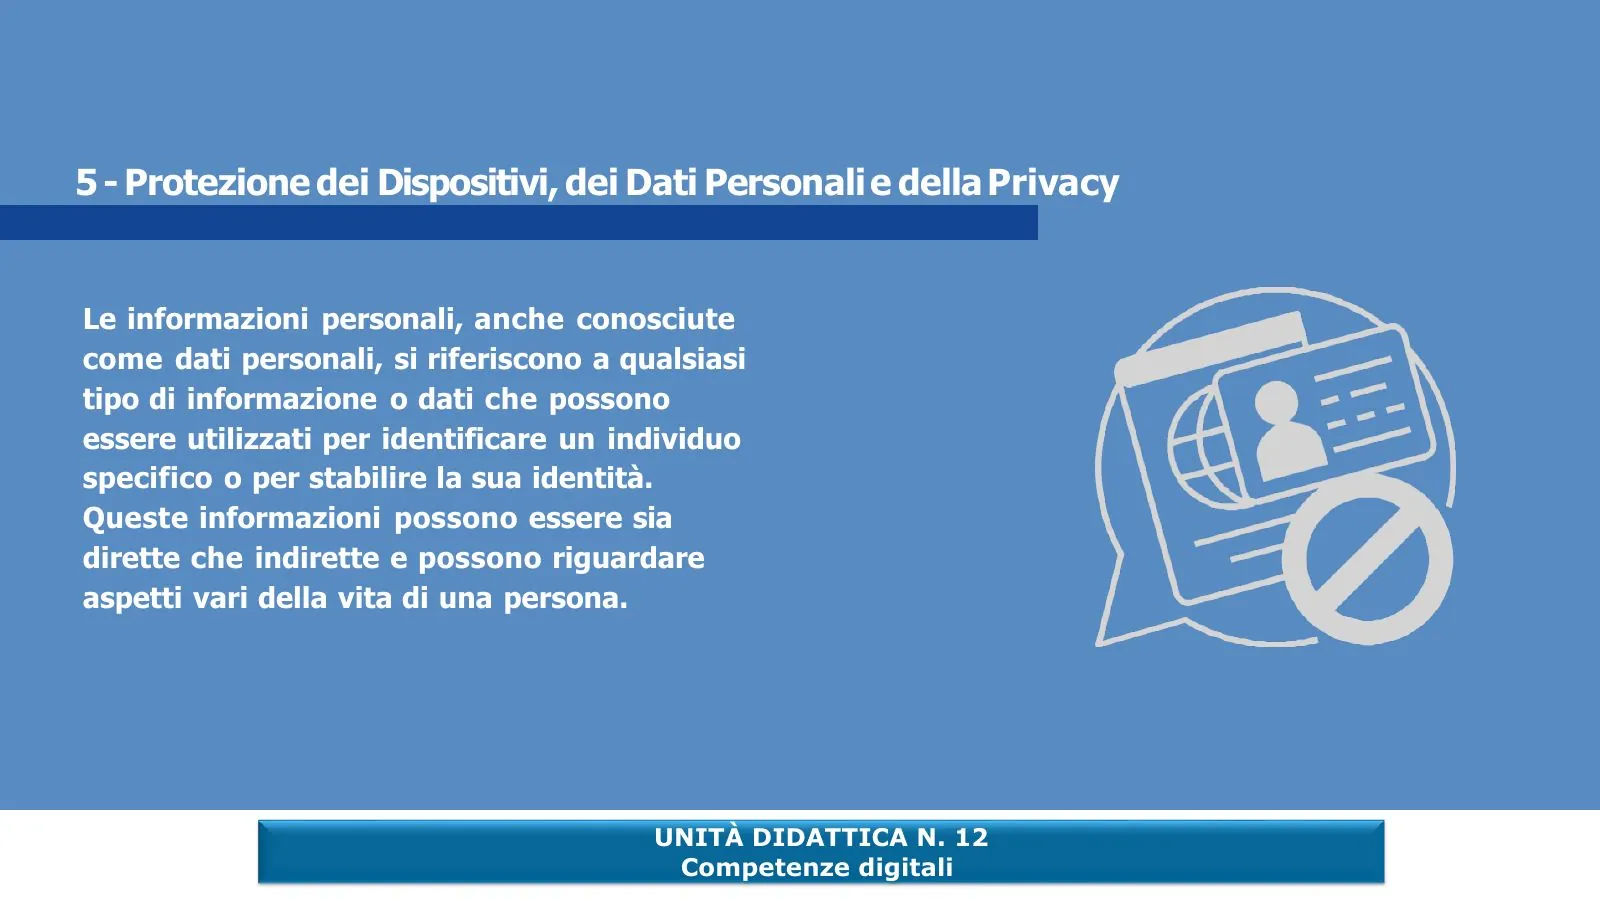 5 - Protezione dei Dispositivi, dei Dati Personali e della Privacy
Le informazioni personali, anche conosciute
come dati personali, si riferiscono a qualsiasi
tipo di informazione o dati che possono
essere utilizzati per identificare un individuo
specifico o per stabilire la sua identità.
Queste informazioni possono essere sia
dirette che indirette e possono riguardare
aspetti vari della vita di una persona.
UNITÀ DIDATTICA N. 12
Competenze digitali